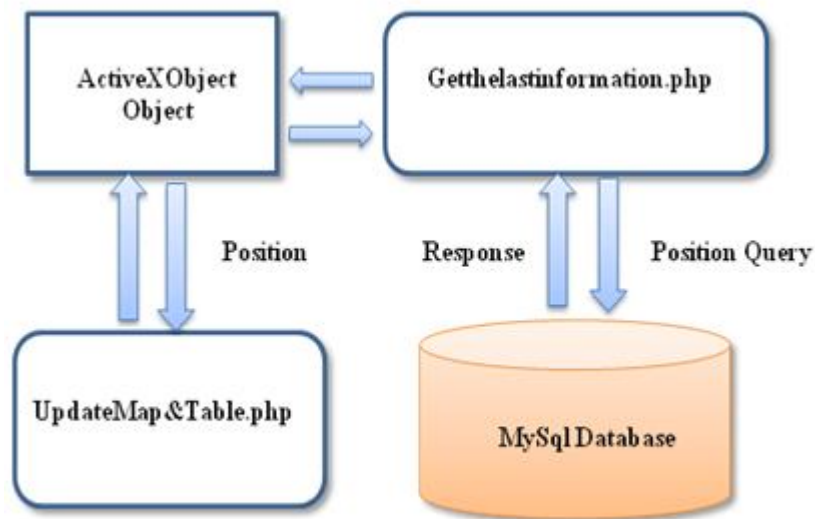 ActiveXObject
Object
Getthelastinformation.php
Position
Response
Position Query
UpdateMap&Table.php
MySql Database